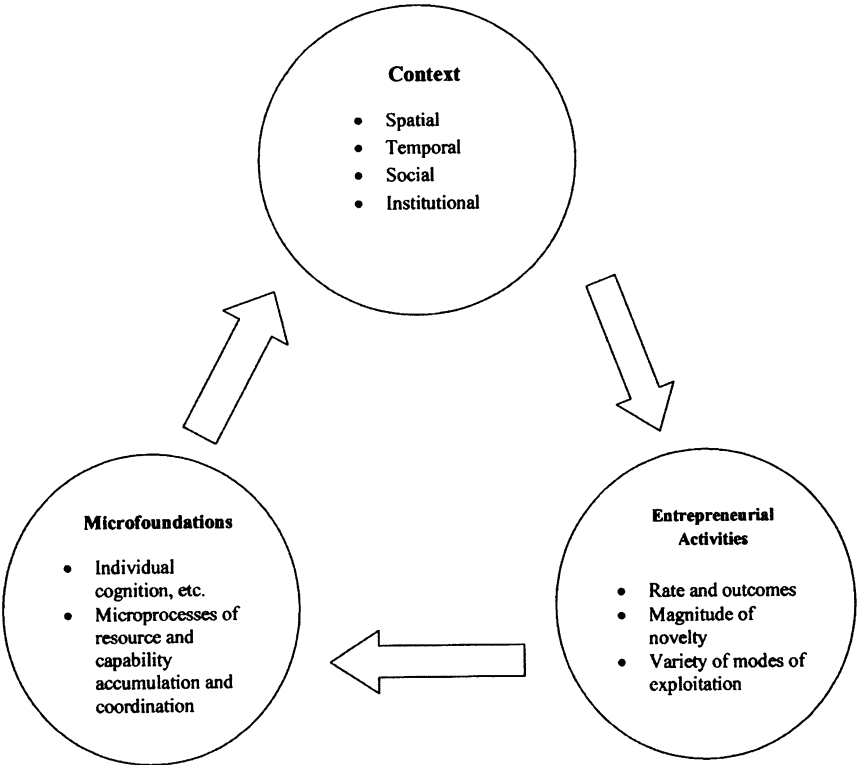 Context
• Spatial
• Temporal
• Social
• Institutional
Microfoundations
• Individual
cognition, etc.
• Microprocesses of
resource and
capability
accumulation and
coordination
Entrepreneurial
Activities
• Rate and outcomes
• Magnitude of
novelty
• Variety of modes of
exploitation